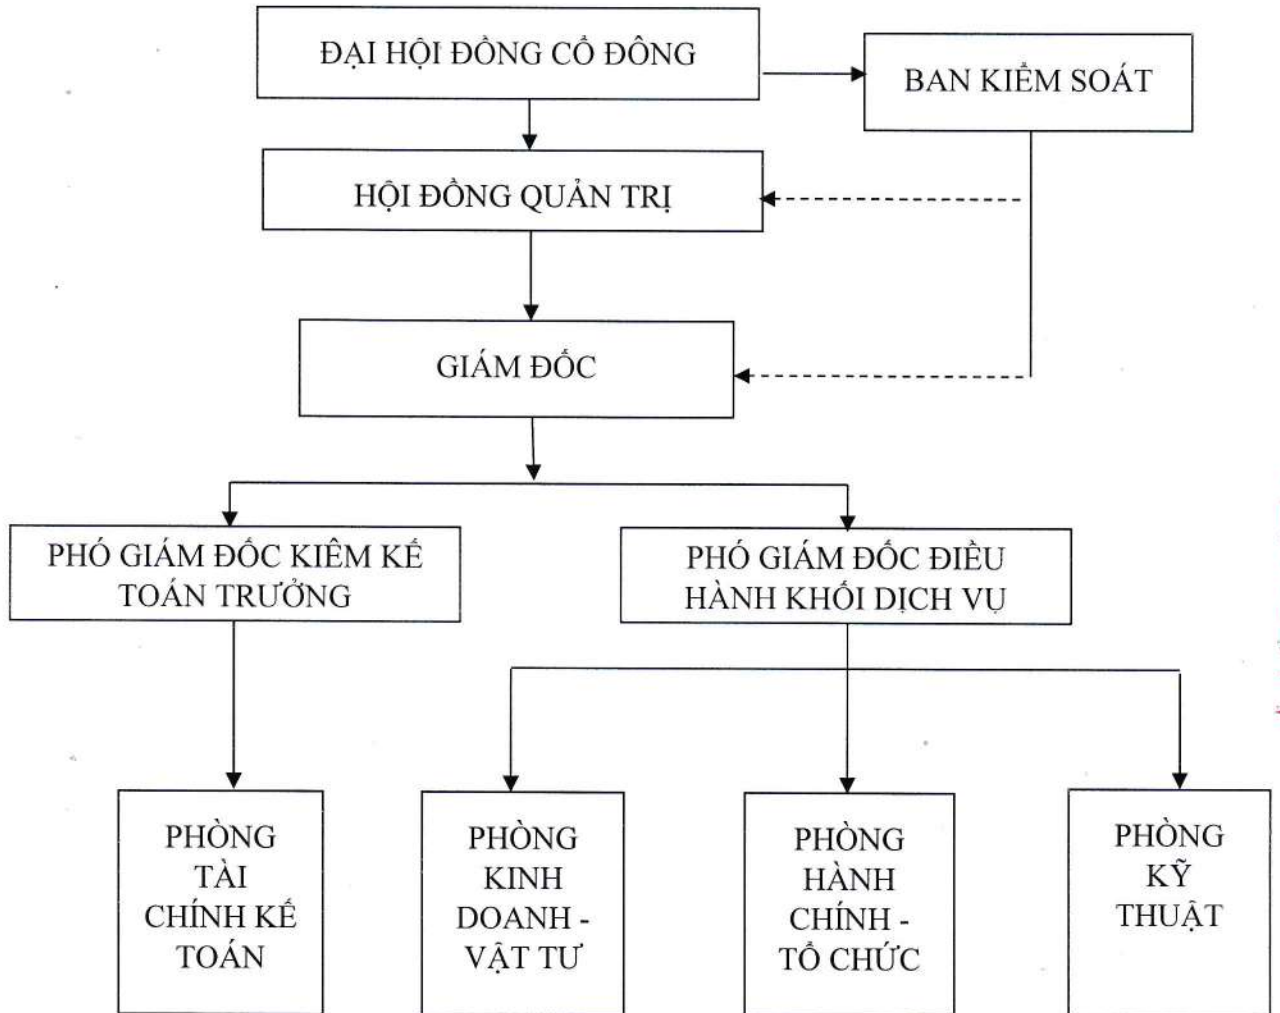 ĐẠI HỘI ĐỒNG CỔ ĐÔNG
BAN KIỂM SOÁT
HỘI ĐỒNG QUẢN TRỊ
GIÁM ĐỐC
PHÓ GIÁM ĐỐC KIÊM KẾ
TOÁN TRƯỞNG
PHÓ GIÁM ĐỐC ĐIỀU
HÀNH KHỐI DỊCH VỤ
PHÒNG
TÀI
CHÍNH KẾ
TOÁN
PHÒNG
KINH
DOANH -
VẬT TƯ
PHÒNG
HÀNH
CHÍNH -
TỔ CHỨC
PHÒNG
KỸ
THUẬT